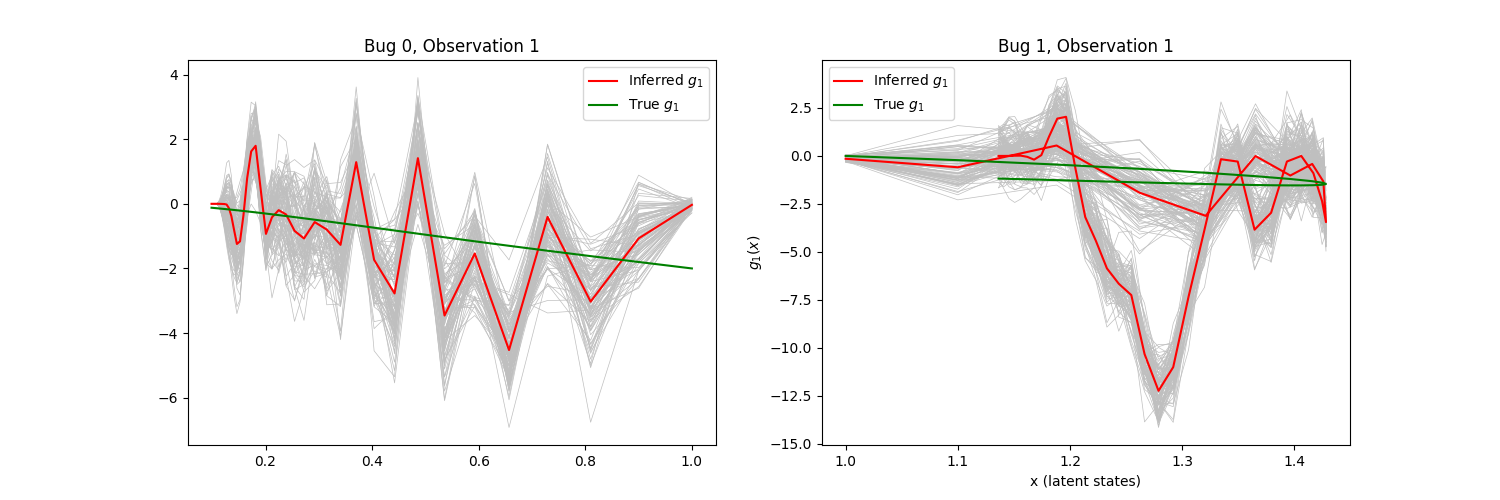 Bug 0, Observation 1
Inferred g₁
True g₁
4
2
0
−2
−4
−6
0.2 0.4 0.6 0.8 1.0
Bug 1, Observation 1
Inferred g₁
True g₁
g₁(x)
2.5
0.0
−2.5
−5.0
−7.5
−10.0
−12.5
−15.0
1.0 1.1 1.2 1.3 1.4
x (latent states)